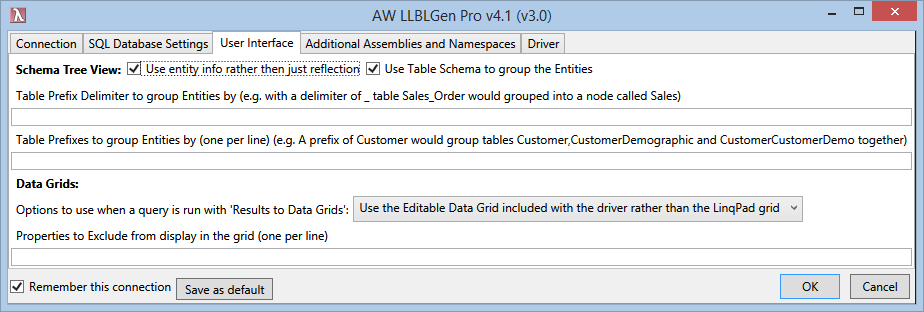 AW LLBLGen Pro v4.1 (v3.0)
Connection SQL Database Settings User Interface Additional Assemblies and Namespaces Driver
Schema Tree View: Use entity info rather then just reflection Use Table Schema to group the Entities
Table Prefix Delimiter to group Entities by (e.g. with a delimiter of _ table Sales_Order would grouped into a node called Sales)
Table Prefixes to group Entities by (one per line) (e.g. A prefix of Customer would group tables Customer,CustomerDemographic and CustomerCustomerDemo together)
Data Grids:
Options to use when a query is run with 'Results to Data Grids': Use the Editable Data Grid included with the driver rather than the LinqPad grid
Properties to Exclude from display in the grid (one per line)
Remember this connection Save as default OK Cancel